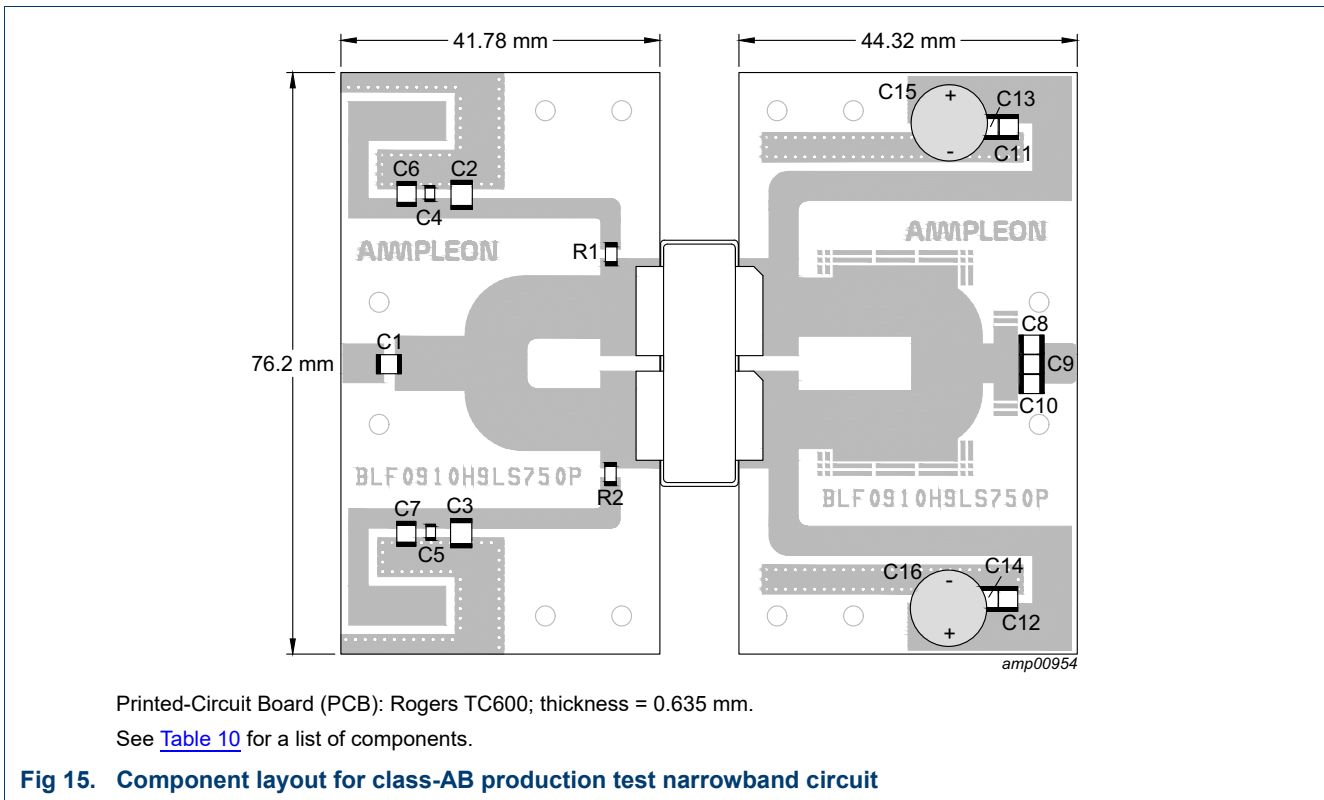 41.78 mm
44.32 mm
76.2 mm
C15
+
-
C13
C11
C6
C2
C4
R1
AMPLEON
AMPLEON
C1
C8
C9
C10
BLF0910H9LS750P
R2
BLF0910H9LS750P
C7
C3
C5
C16
-
+
C14
C12
amp00954
Printed-Circuit Board (PCB): Rogers TC600; thickness = 0.635 mm.
See Table 10 for a list of components.
Fig 15. Component layout for class-AB production test narrowband circuit